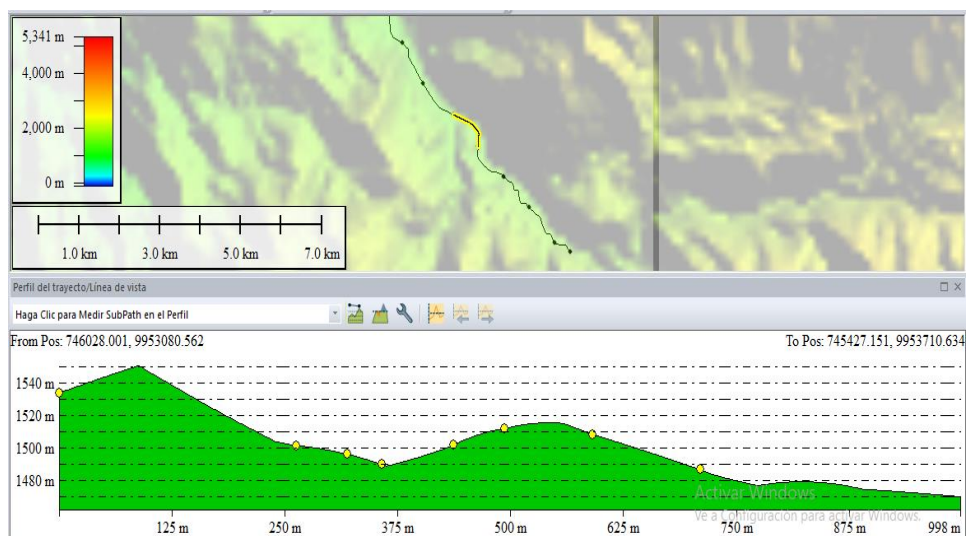 5,341 m
4,000 m
2,000 m
0 m
1.0 km 3.0 km 5.0 km 7.0 km
Perfil del trayecto/Línea de vista
Haga Clic para Medir SubPath en el Perfil
From Pos: 746028.001, 9953080.562 To Pos: 745427.151, 9953710.634
1540 m
1520 m
1500 m
1480 m
Activar Windows
Ve a Configuración para activar Windows.
125 m 250 m 375 m 500 m 625 m 750 m 875 m 998 m